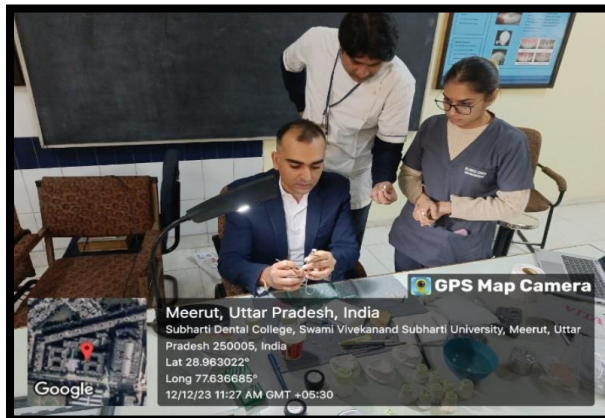 GPS Map Camera
Meerut, Uttar Pradesh, India
Subharti Dental College, Swami Vivekanand Subharti University, Meerut, Uttar
Pradesh 250005, India
Lat 28.963022°
Long 77.636685°
12/12/23 11:27 AM GMT +05:30
Google
VITA